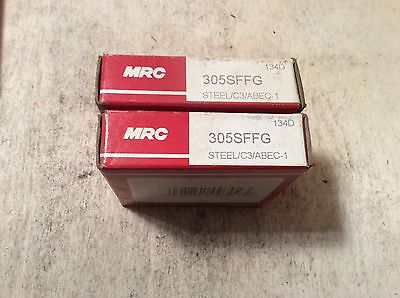 134D
MRC
305SFFG
STEEL/C3/ABEC-1
134D
MRC
305SFFG
STEEL/C3/ABEC-1